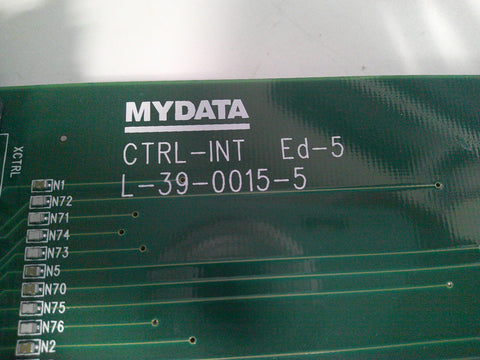 MYDATA
CTRL-INT Ed-5
L-39-0015-5
XCTRL
N1
N72
N71
N74
N73
N5
N70
N75
N76
N2